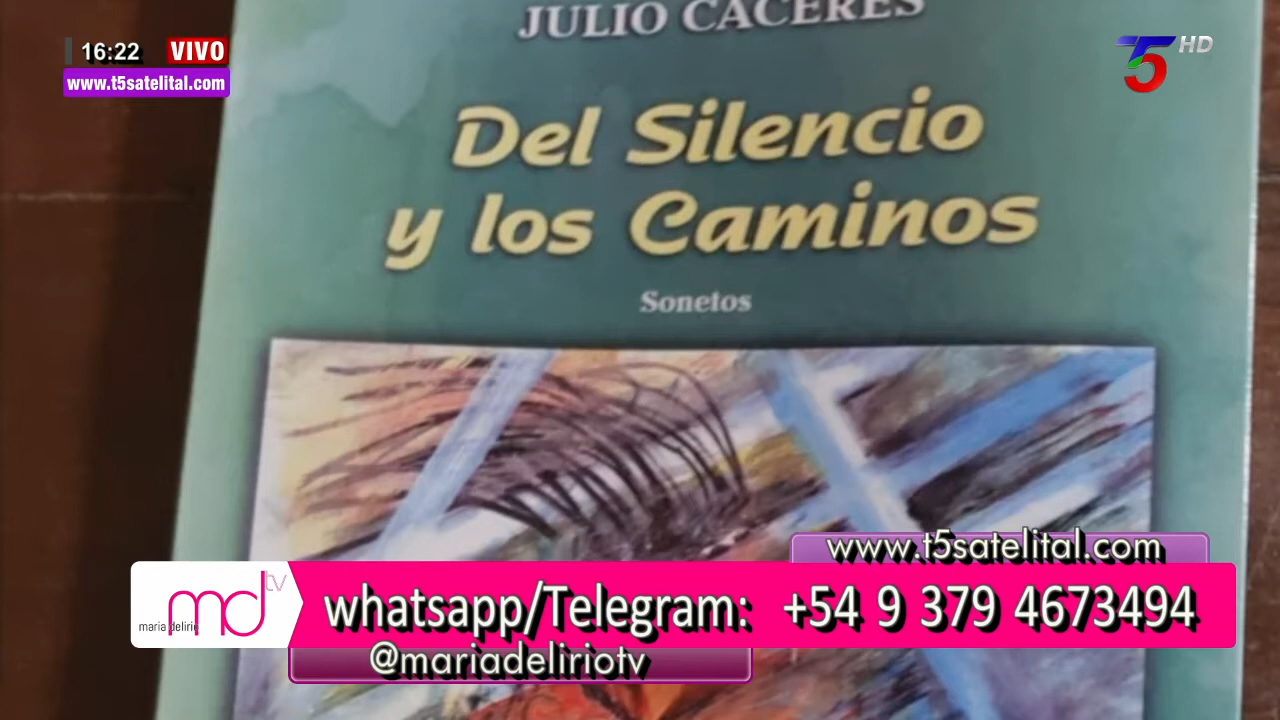 JULIO CACERES
16:22 VIVO
www.t5satelital.com
T5 HD
Del Silencio
y los Caminos
Sonetos
www.t5satelital.com
md tv
maria delirio
whatsapp/Telegram: +54 9 379 4673494
@mariadeliriotv